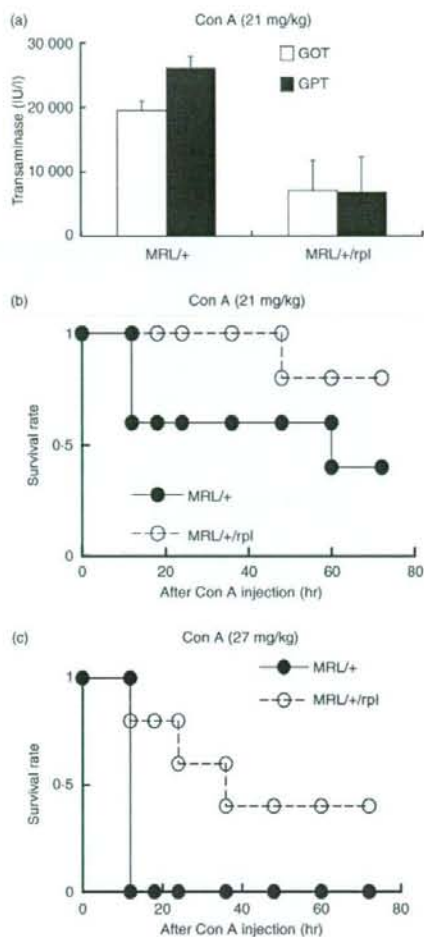 (a) Con A (21 mg/kg)
30 000
20 000
10 000
0
Transaminase (IU/l)
GOT
GPT
MRL/+ MRL/+/rpl
(b) Con A (21 mg/kg)
1
0·5
0
Survival rate
MRL/+
MRL/+/rpl
0 20 40 60 80
After Con A injection (hr)
(c) Con A (27 mg/kg)
MRL/+
MRL/+/rpl
1
0·5
0
Survival rate
0 20 40 60 80
After Con A injection (hr)